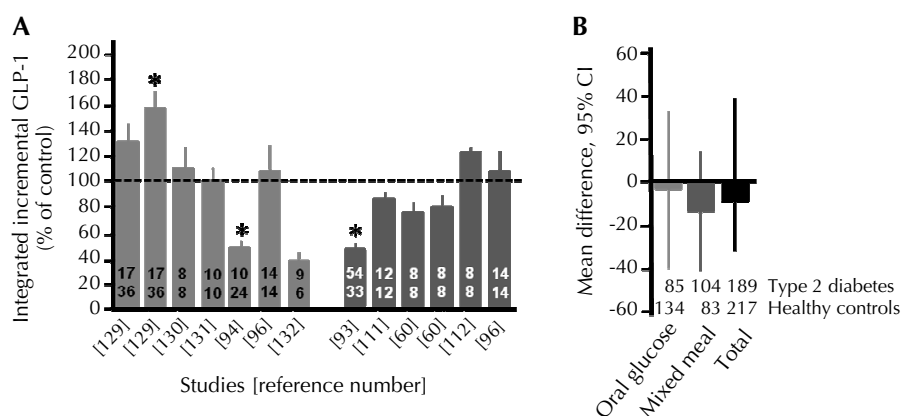 A
Integrated incremental GLP-1
(% of control)
200
180
160
140
120
100
80
60
40
20
0
*
*
*
17 17 8 10 10 14 9 54 12 8 8 8 14
36 36 8 10 24 14 6 33 12 8 8 8 14
[129] [129] [130] [131] [94] [96] [132] [93] [111] [60] [60] [112] [96]
Studies [reference number]
B
Mean difference, 95% CI
60
40
20
0
-20
-40
-60
85 104 189 Type 2 diabetes
134 83 217 Healthy controls
Oral glucose
Mixed meal
Total